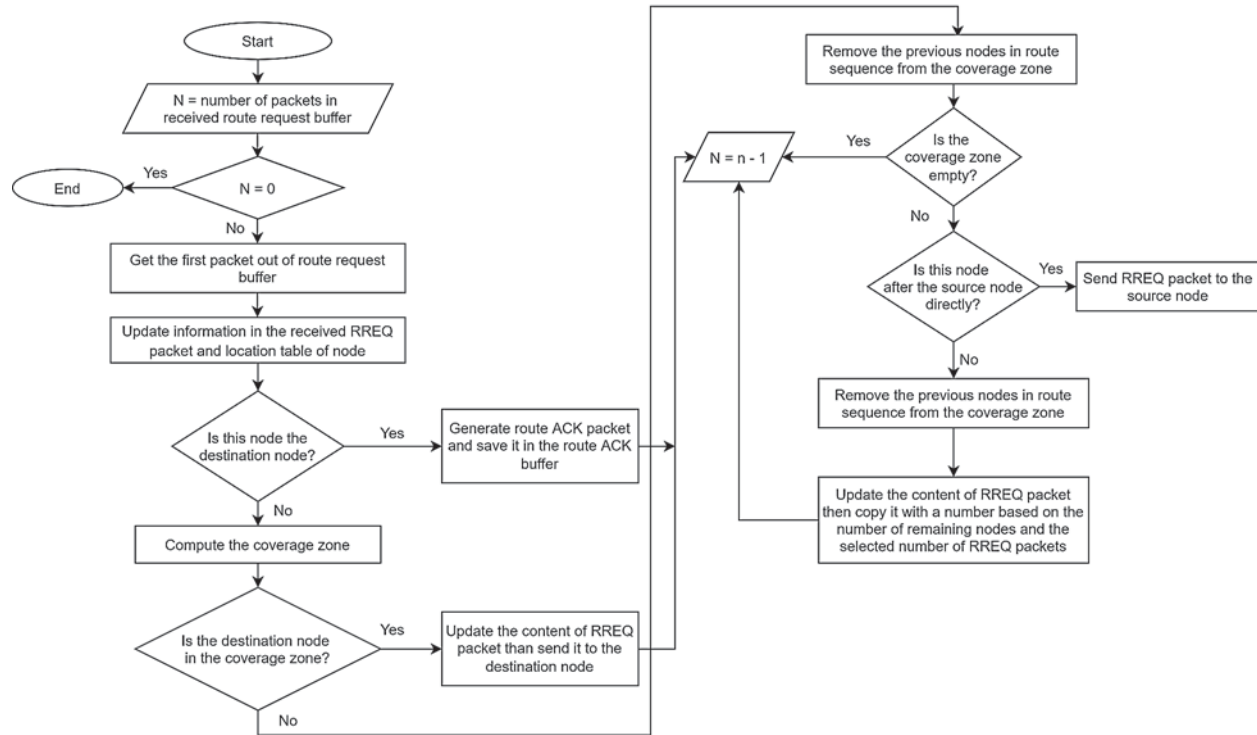 Start
N = number of packets in
received route request buffer
N = 0
Yes
End
No
Get the first packet out of route request
buffer
Update information in the received RREQ
packet and location table of node
Is this node the
destination node?
Yes
Generate route ACK packet
and save it in the route ACK
buffer
No
Compute the coverage zone
Is the destination node
in the coverage zone?
Yes
Update the content of RREQ
packet than send it to the
destination node
No
Remove the previous nodes in route
sequence from the coverage zone
Is the
coverage zone
empty?
Yes
N = n - 1
No
Is this node
after the source node
directly?
Yes
Send RREQ packet to the
source node
No
Remove the previous nodes in route
sequence from the coverage zone
Update the content of RREQ packet
then copy it with a number based on the
number of remaining nodes and the
selected number of RREQ packets